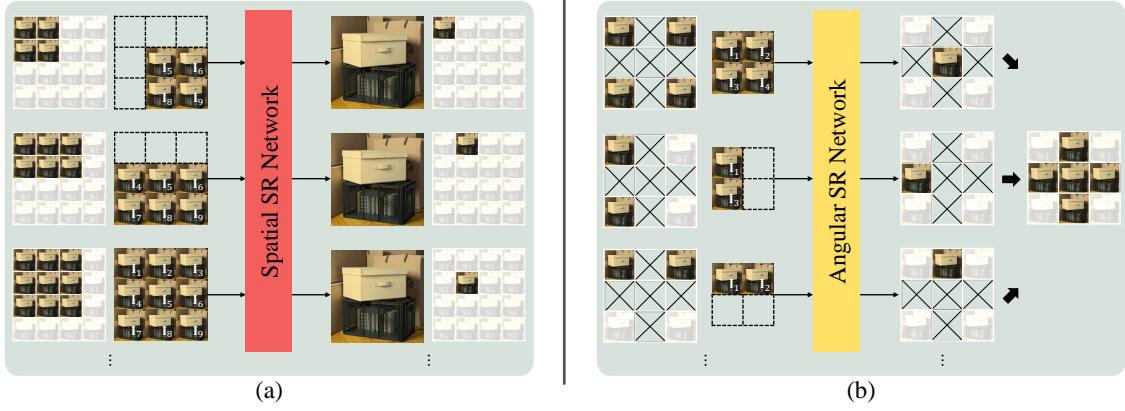 I5 I6
I8 I9
I4 I5 I6
I7 I8 I9
I1 I2 I3
I4 I5 I6
I7 I8 I9
Spatial SR Network
⋮ ⋮
(a)
I1 I2
I3 I4
I1
I3
I1 I2
Angular SR Network
⋮ ⋮
(b)